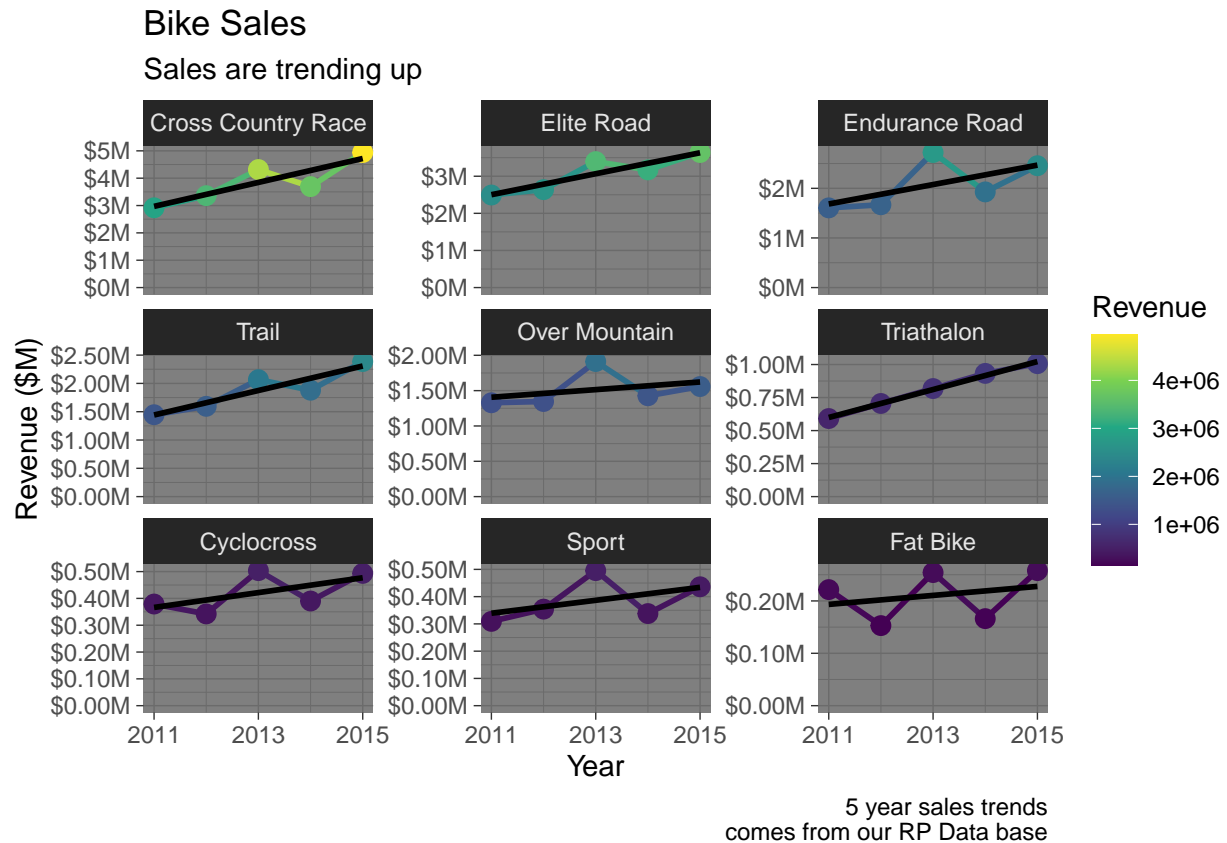 Bike Sales
Sales are trending up
Cross Country Race
Elite Road
Endurance Road
$5M
$4M
$3M
$2M
$1M
$0M
$3M
$2M
$1M
$0M
$2M
$1M
$0M
Trail
Over Mountain
Triathalon
$2.50M
$2.00M
$1.50M
$1.00M
$0.50M
$0.00M
$2.00M
$1.50M
$1.00M
$0.50M
$0.00M
$1.00M
$0.75M
$0.50M
$0.25M
$0.00M
Cyclocross
Sport
Fat Bike
$0.50M
$0.40M
$0.30M
$0.20M
$0.10M
$0.00M
$0.50M
$0.40M
$0.30M
$0.20M
$0.10M
$0.00M
$0.20M
$0.10M
$0.00M
2011 2013 2015
2011 2013 2015
2011 2013 2015
Revenue ($M)
Year
Revenue
4e+06
3e+06
2e+06
1e+06
5 year sales trends
comes from our RP Data base